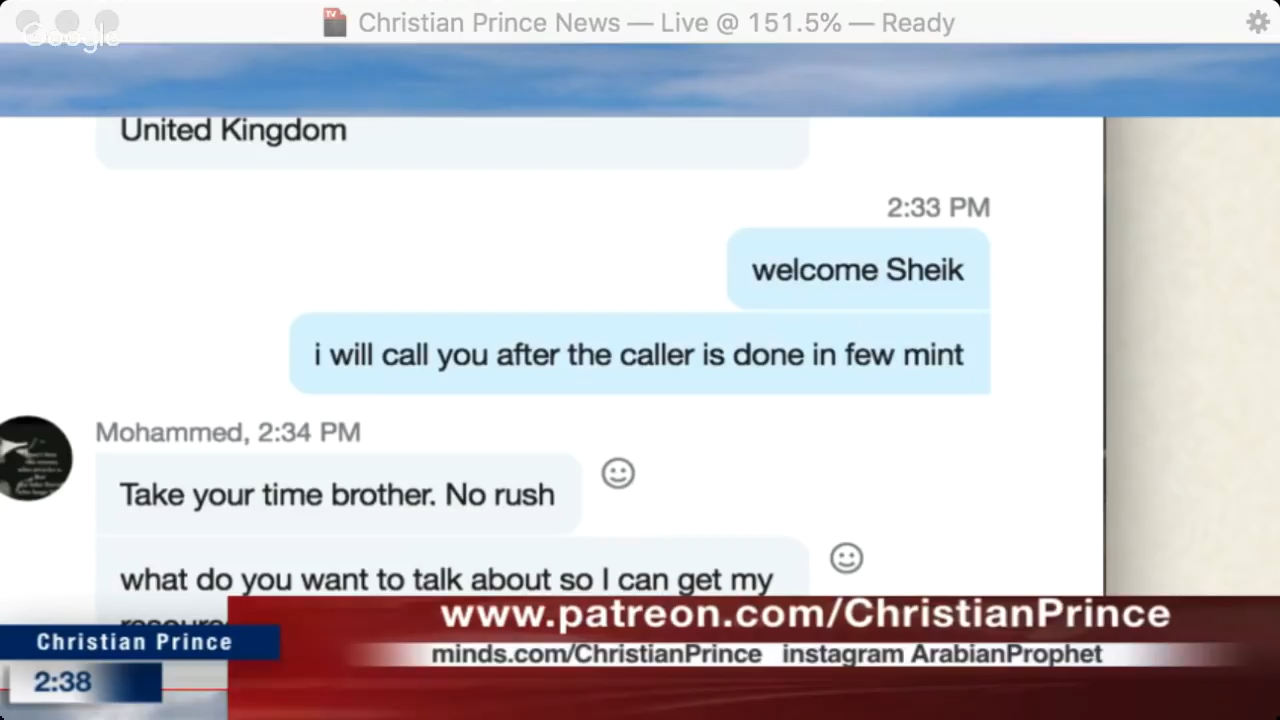 Google
TV
Christian Prince News — Live @ 151.5% — Ready
United Kingdom
2:33 PM
welcome Sheik
i will call you after the caller is done in few mint
Mohammed, 2:34 PM
Take your time brother. No rush
what do you want to talk about so I can get my
www.patreon.com/ChristianPrince
Christian Prince
minds.com/ChristianPrince instagram ArabianProphet
2:38